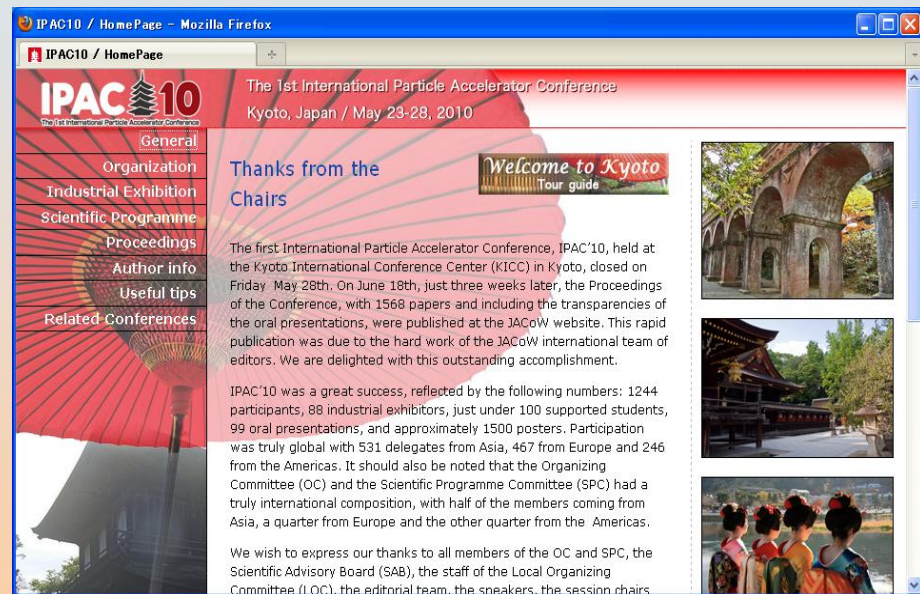 IPAC10 / HomePage - Mozilla Firefox
IPAC10 / HomePage
IPAC 10
The 1st International Particle Accelerator Conference
The 1st International Particle Accelerator Conference
Kyoto, Japan / May 23-28, 2010
General
Organization
Industrial Exhibition
Scientific Programme
Proceedings
Author info
Useful tips
Related Conferences
Thanks from the
Chairs
Welcome to Kyoto
Tour guide
The first International Particle Accelerator Conference, IPAC'10, held at
the Kyoto International Conference Center (KICC) in Kyoto, closed on
Friday May 28th. On June 18th, just three weeks later, the Proceedings
of the Conference, with 1568 papers and including the transparencies of
the oral presentations, were published at the JACoW website. This rapid
publication was due to the hard work of the JACoW international team of
editors. We are delighted with this outstanding accomplishment.
IPAC'10 was a great success, reflected by the following numbers: 1244
participants, 88 industrial exhibitors, just under 100 supported students,
99 oral presentations, and approximately 1500 posters. Participation
was truly global with 531 delegates from Asia, 467 from Europe and 246
from the Americas. It should also be noted that the Organizing
Committee (OC) and the Scientific Programme Committee (SPC) had a
truly international composition, with half of the members coming from
Asia, a quarter from Europe and the other quarter from the Americas.
We wish to express our thanks to all members of the OC and SPC, the
Scientific Advisory Board (SAB), the staff of the Local Organizing
Committee (LOC), the editorial team, the speakers, the session chairs